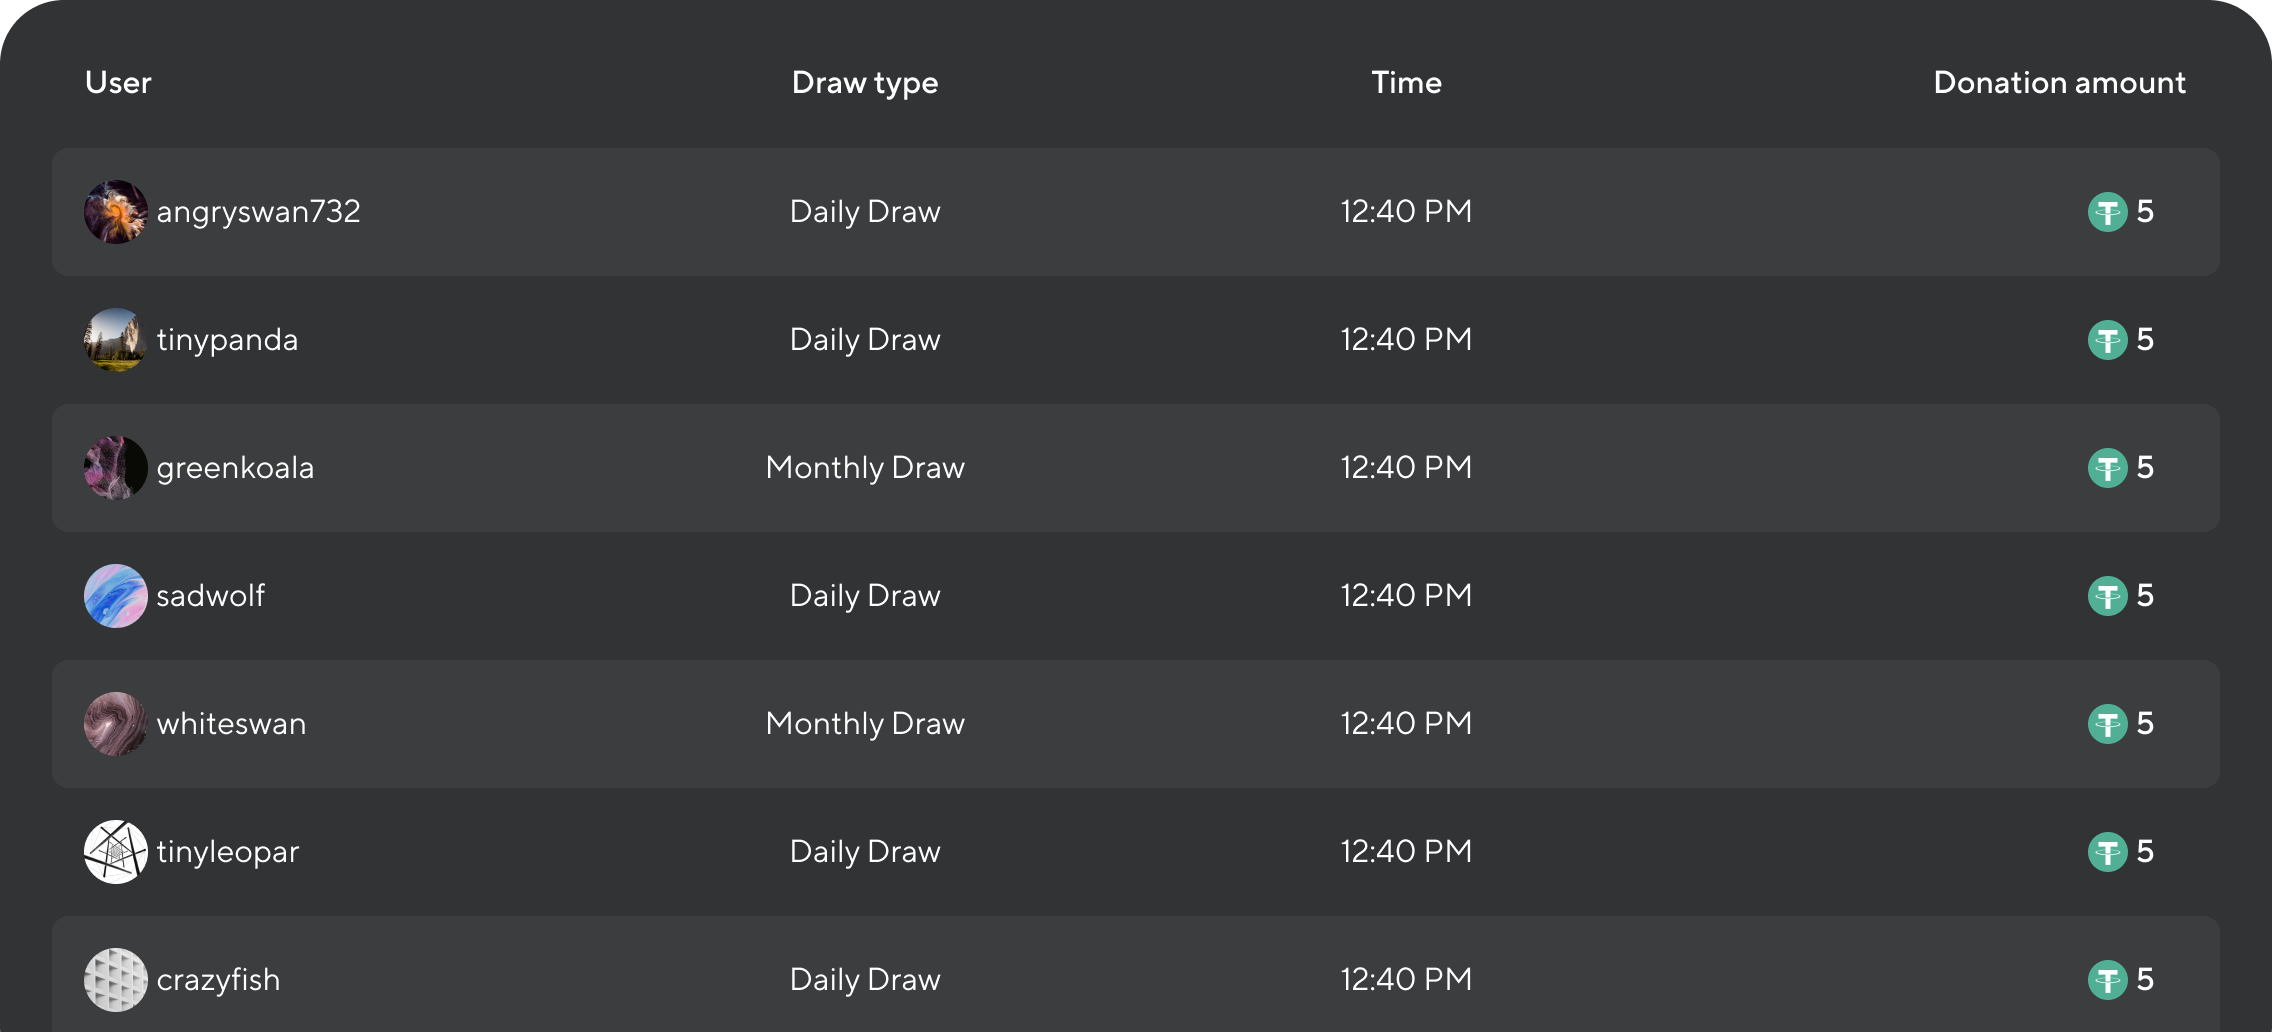 User Draw type Time Donation amount
angryswan732 Daily Draw 12:40 PM 5
tinypanda Daily Draw 12:40 PM 5
greenkoala Monthly Draw 12:40 PM 5
sadwolf Daily Draw 12:40 PM 5
whiteswan Monthly Draw 12:40 PM 5
tinyleopar Daily Draw 12:40 PM 5
crazyfish Daily Draw 12:40 PM 5